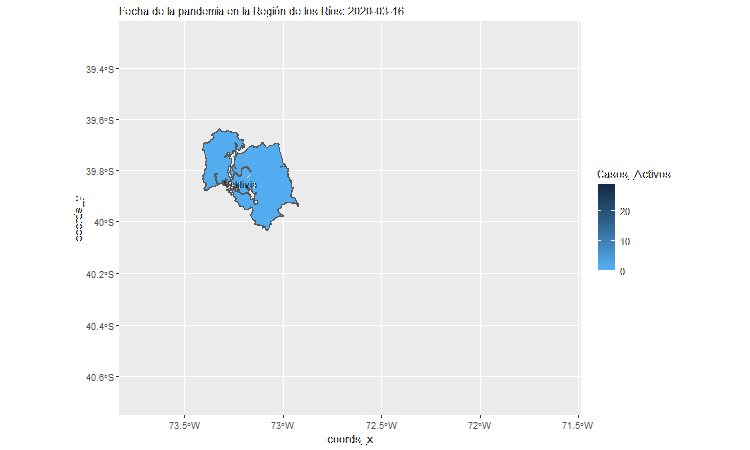 Fecha de la pandemia en la Región de los Ríos: 2020-03-16
39.4°S
39.6°S
39.8°S
40°S
40.2°S
40.4°S
40.6°S
coords_y
73.5°W
73°W
72.5°W
72°W
71.5°W
coords_x
Casos_Activos
20
10
0